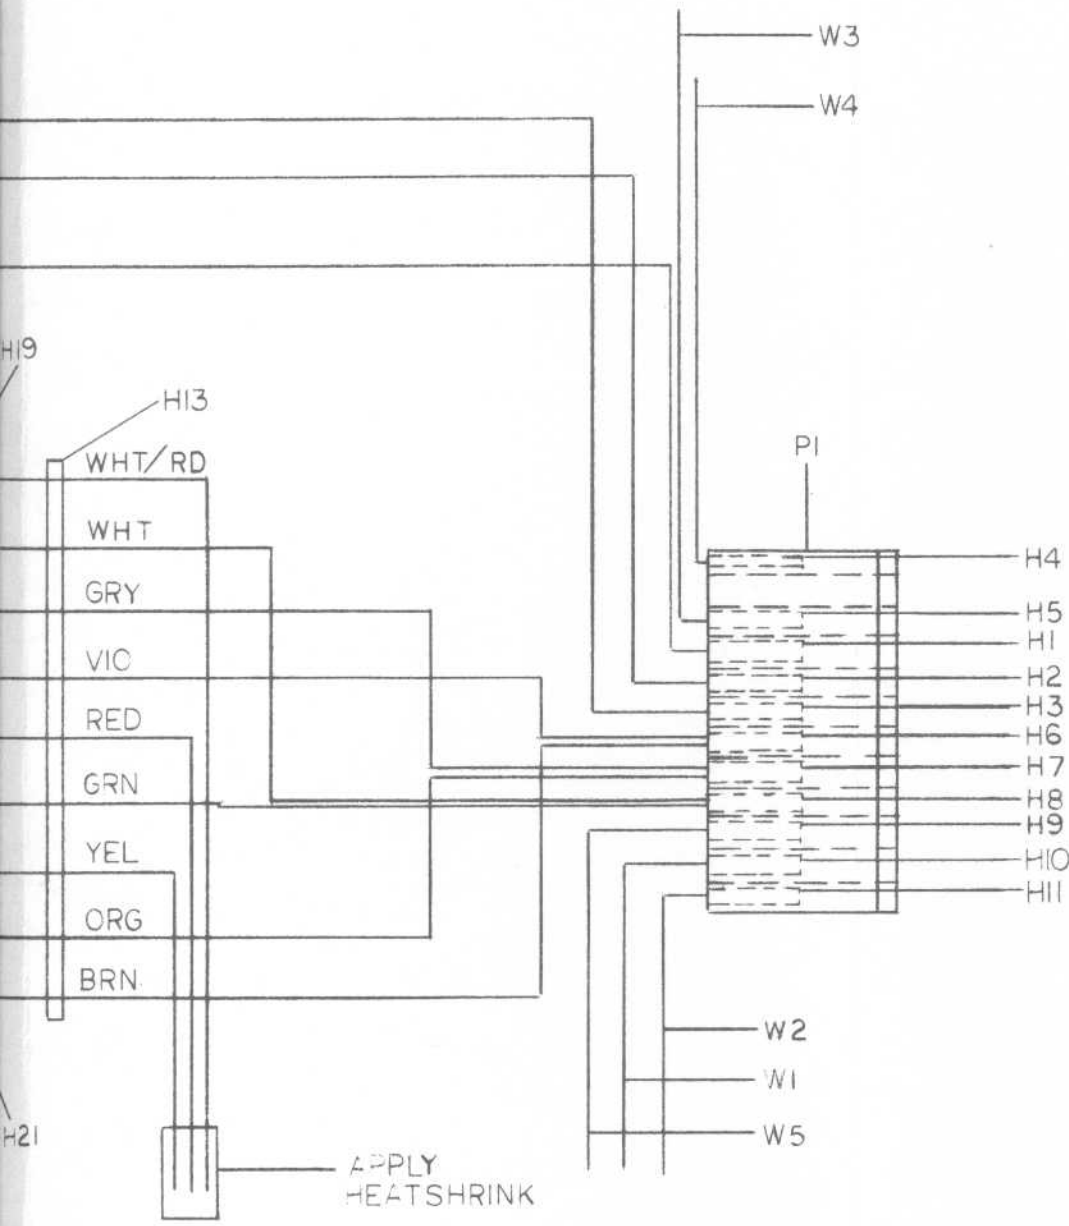 W3
W4
H19
H13
WHT/RD
P1
WHT
H4
GRY
H5
H1
VIO
H2
H3
RED
H6
H7
GRN
H8
H9
YEL
H10
H11
ORG
BRN
W2
W1
H21
W5
APPLY
HEATSHRINK